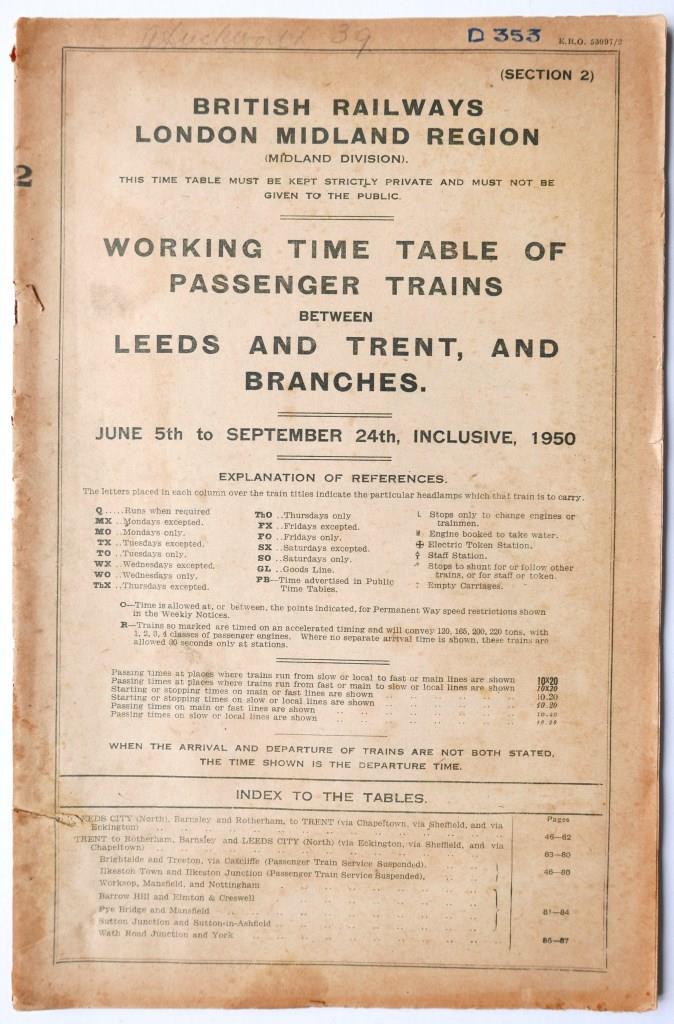 39
D 353
E.R.O. 53097/2
(SECTION 2)
BRITISH RAILWAYS
LONDON MIDLAND REGION
(MIDLAND DIVISION).
2
THIS TIME TABLE MUST BE KEPT STRICTLY PRIVATE AND MUST NOT BE
GIVEN TO THE PUBLIC.
WORKING TIME TABLE OF
PASSENGER TRAINS
BETWEEN
LEEDS AND TRENT, AND
BRANCHES.
JUNE 5th to SEPTEMBER 24th, INCLUSIVE, 1950
EXPLANATION OF REFERENCES.
The letters placed in each column over the train titles indicate the particular headlamps which that train is to carry.
Q .....Runs when required
MX ..Mondays excepted.
MO ..Mondays only.
TX ..Tuesdays excepted.
TO ..Tuesdays only.
WX ..Wednesdays excepted.
WO ..Wednesdays only.
ThX ..Thursdays excepted.
ThO ..Thursdays only
FX ..Fridays excepted.
FO ..Fridays only.
SX ..Saturdays excepted.
SO ..Saturdays only.
GL ..Goods Line.
PB—Time advertised in Public
Time Tables.
L Stops only to change engines or
trainmen.
W Engine booked to take water.
Electric Token Station.
Staff Station.
* Stops to shunt for or follow other
trains, or for staff or token.
: Empty Carriages.
O—Time is allowed at, or between, the points indicated, for Permanent Way speed restrictions shown
in the Weekly Notices.
R—Trains so marked are timed on an accelerated timing and will convey 120, 165, 200, 220 tons, with
1, 2, 3, 4 classes of passenger engines. Where no separate arrival time is shown, these trains are
allowed 30 seconds only at stations.
Passing times at places where trains run from slow or local to fast or main lines are shown 10X20
Passing times at places where trains run from fast or main to slow or local lines are shown 10X20
Starting or stopping times on main or fast lines are shown .. .. .. 10.20
Starting or stopping times on slow or local lines are shown .. .. .. 10.20
Passing times on main or fast lines are shown .. .. .. 10.20
Passing times on slow or local lines are shown .. .. .. 10.20
WHEN THE ARRIVAL AND DEPARTURE OF TRAINS ARE NOT BOTH STATED,
THE TIME SHOWN IS THE DEPARTURE TIME.
INDEX TO THE TABLES.
Pages
LEEDS CITY (North), Barnsley and Rotherham, to TRENT (via Chapeltown, via Sheffield, and via
Eckington) .. .. .. 46—62
TRENT to Rotherham, Barnsley and LEEDS CITY (North) (via Eckington, via Sheffield, and via
Chapeltown) .. .. .. 63—80
Brightside and Treeton, via Catcliffe (Passenger Train Service Suspended).
Ilkeston Town and Ilkeston Junction (Passenger Train Service Suspended). 46—80
Worksop, Mansfield, and Nottingham
Barrow Hill and Elmton & Creswell
Pye Bridge and Mansfield .. .. .. 81—84
Sutton Junction and Sutton-in-Ashfield ..
Wath Road Junction and York .. .. .. 85—87